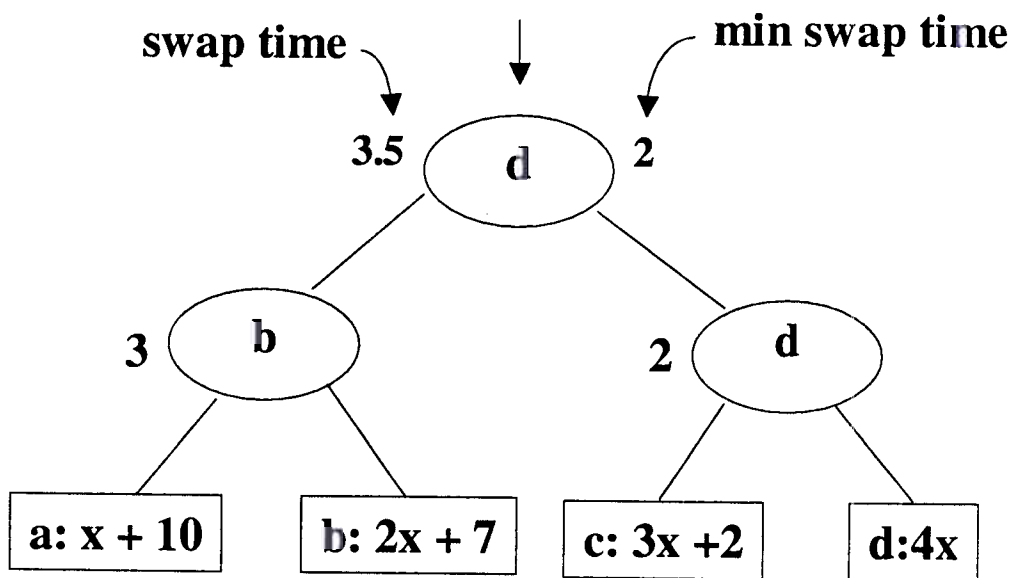 swap time
min swap time
3.5
d
2
3
b
2
d
a: x + 10
b: 2x + 7
c: 3x +2
d:4x